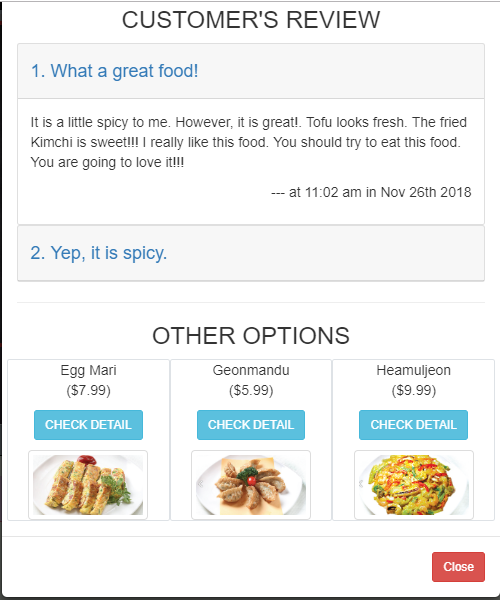 CUSTOMER'S REVIEW
1. What a great food!
It is a little spicy to me. However, it is great!. Tofu looks fresh. The fried
Kimchi is sweet!!! I really like this food. You should try to eat this food.
You are going to love it!!!
--- at 11:02 am in Nov 26th 2018
2. Yep, it is spicy.
OTHER OPTIONS
Egg Mari
($7.99)
CHECK DETAIL
Geonmandu
($5.99)
CHECK DETAIL
Heamuljeon
($9.99)
CHECK DETAIL
Close